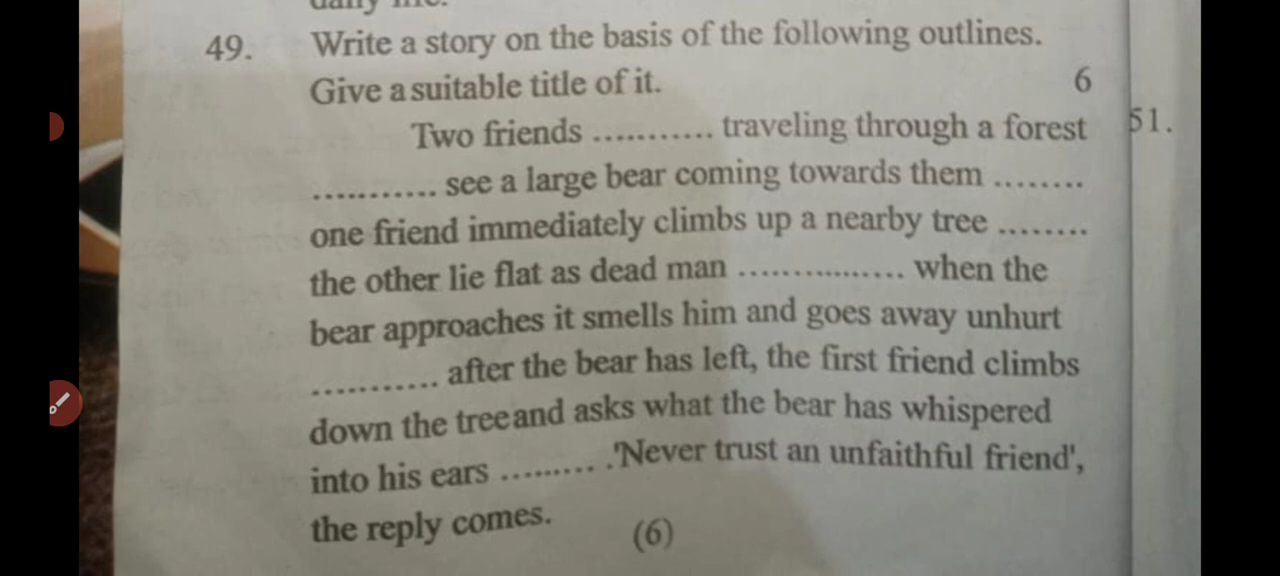 49. Write a story on the basis of the following outlines.
Give a suitable title of it. 6
Two friends ........... traveling through a forest 51.
........... see a large bear coming towards them ........
one friend immediately climbs up a nearby tree ........
the other lie flat as dead man ................ when the
bear approaches it smells him and goes away unhurt
........... after the bear has left, the first friend climbs
down the tree and asks what the bear has whispered
into his ears ......... .'Never trust an unfaithful friend',
the reply comes.
(6)